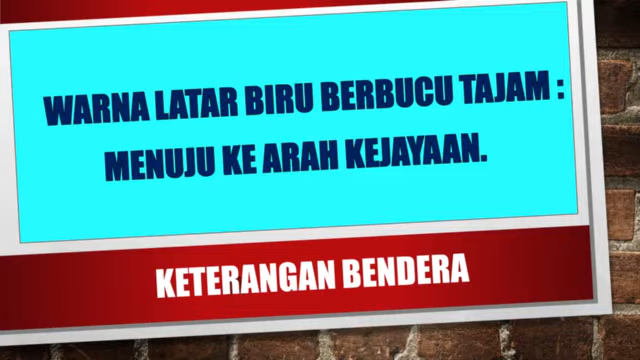 WARNA LATAR BIRU BERBUCU TAJAM :
MENUJU KE ARAH KEJAYAAN.
KETERANGAN BENDERA